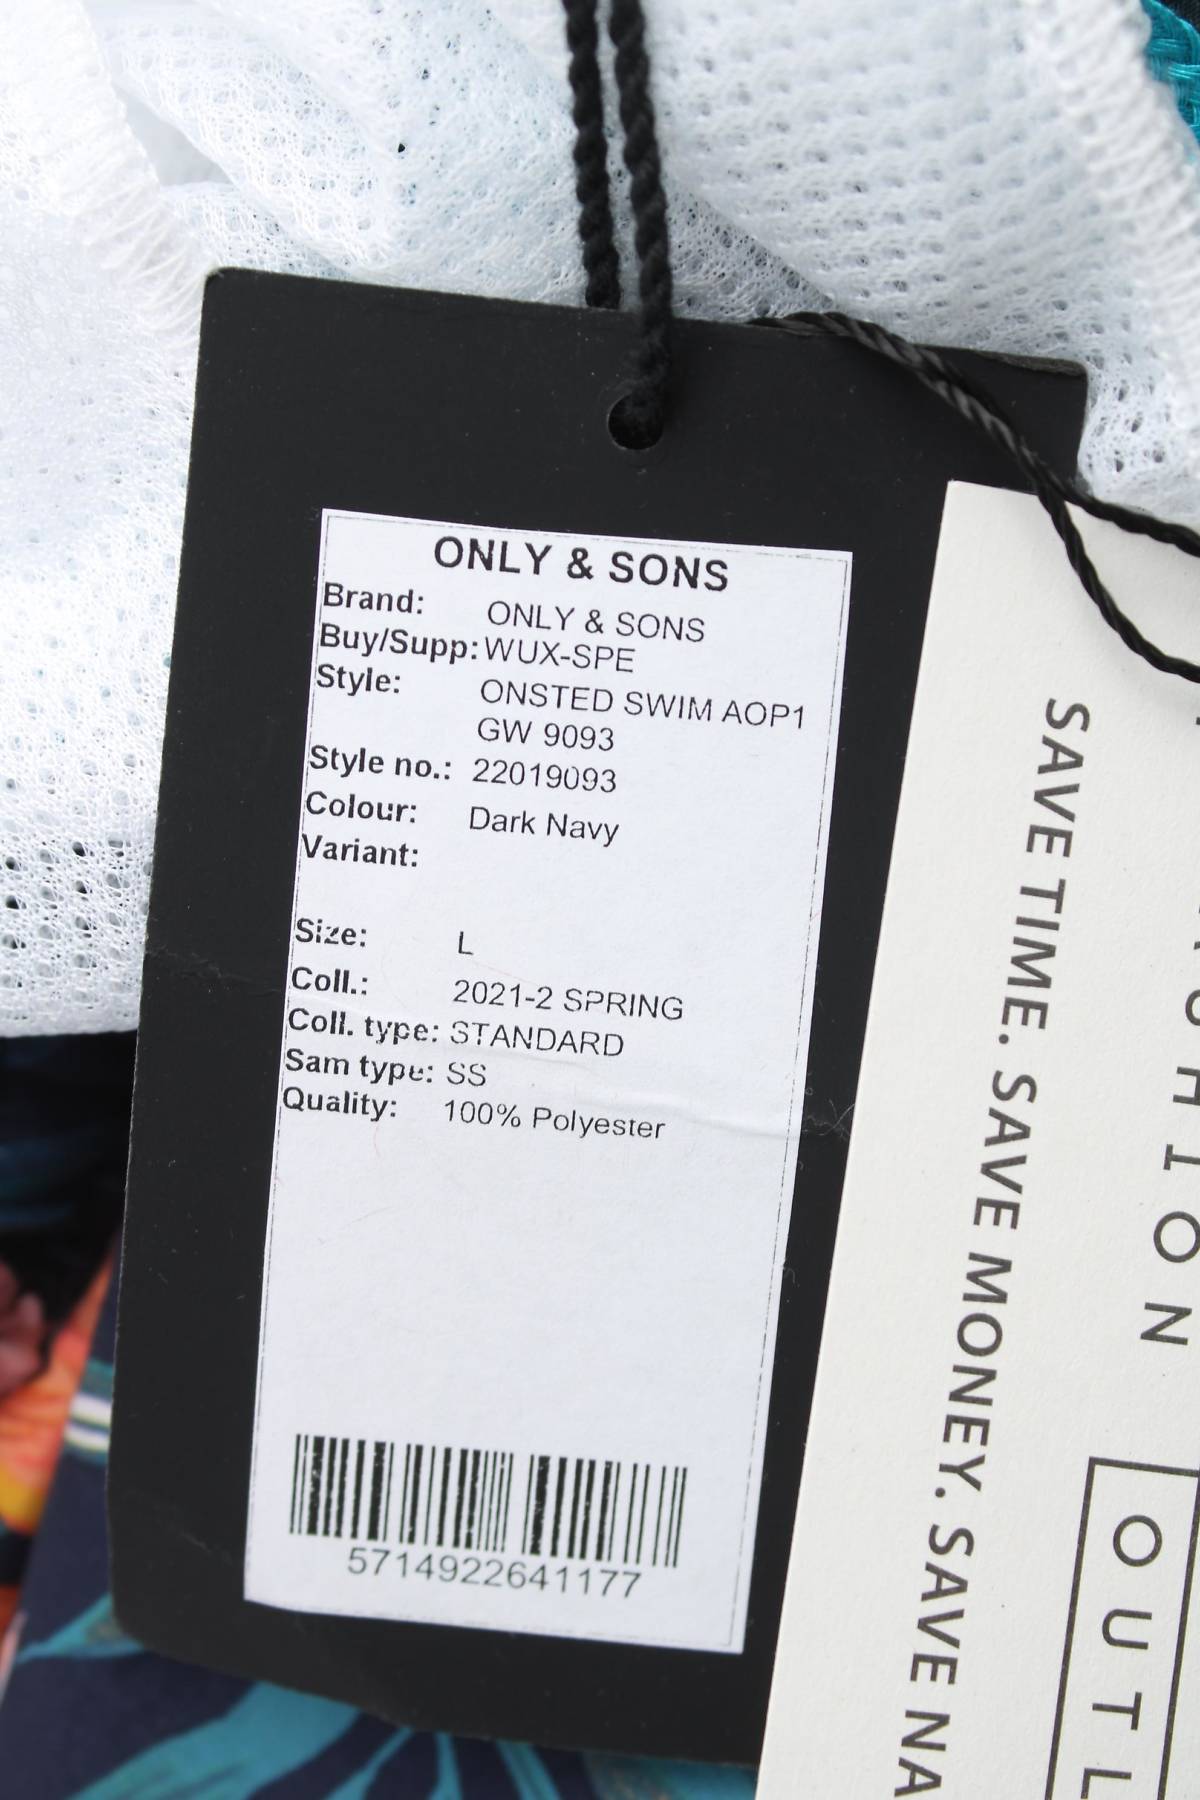 ONLY & SONS
Brand: ONLY & SONS
Buy/Supp: WUX-SPE
Style: ONSTED SWIM AOP1
GW 9093
Style no.: 22019093
Colour: Dark Navy
Variant:
Size: L
Coll.: 2021-2 SPRING
Coll. type: STANDARD
Sam type: SS
Quality: 100% Polyester
5714922641177
SAVE TIME. SAVE MONEY. SAVE NA
HION
OUTL